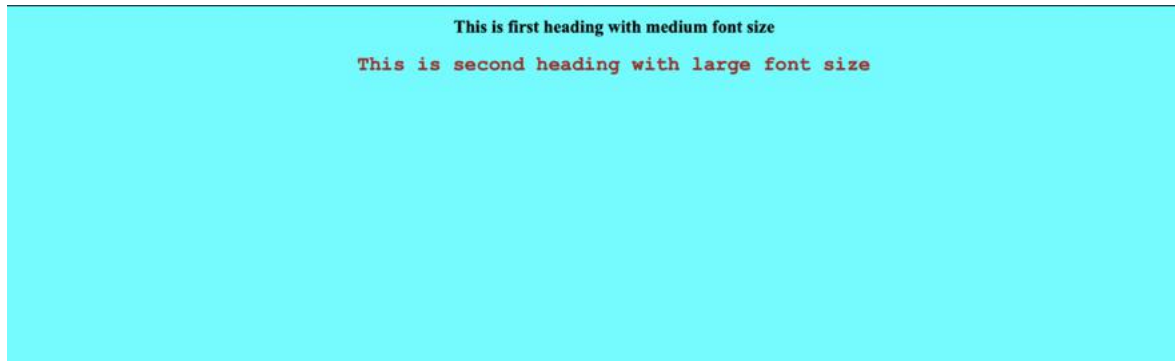 This is first heading with medium font size
This is second heading with large font size